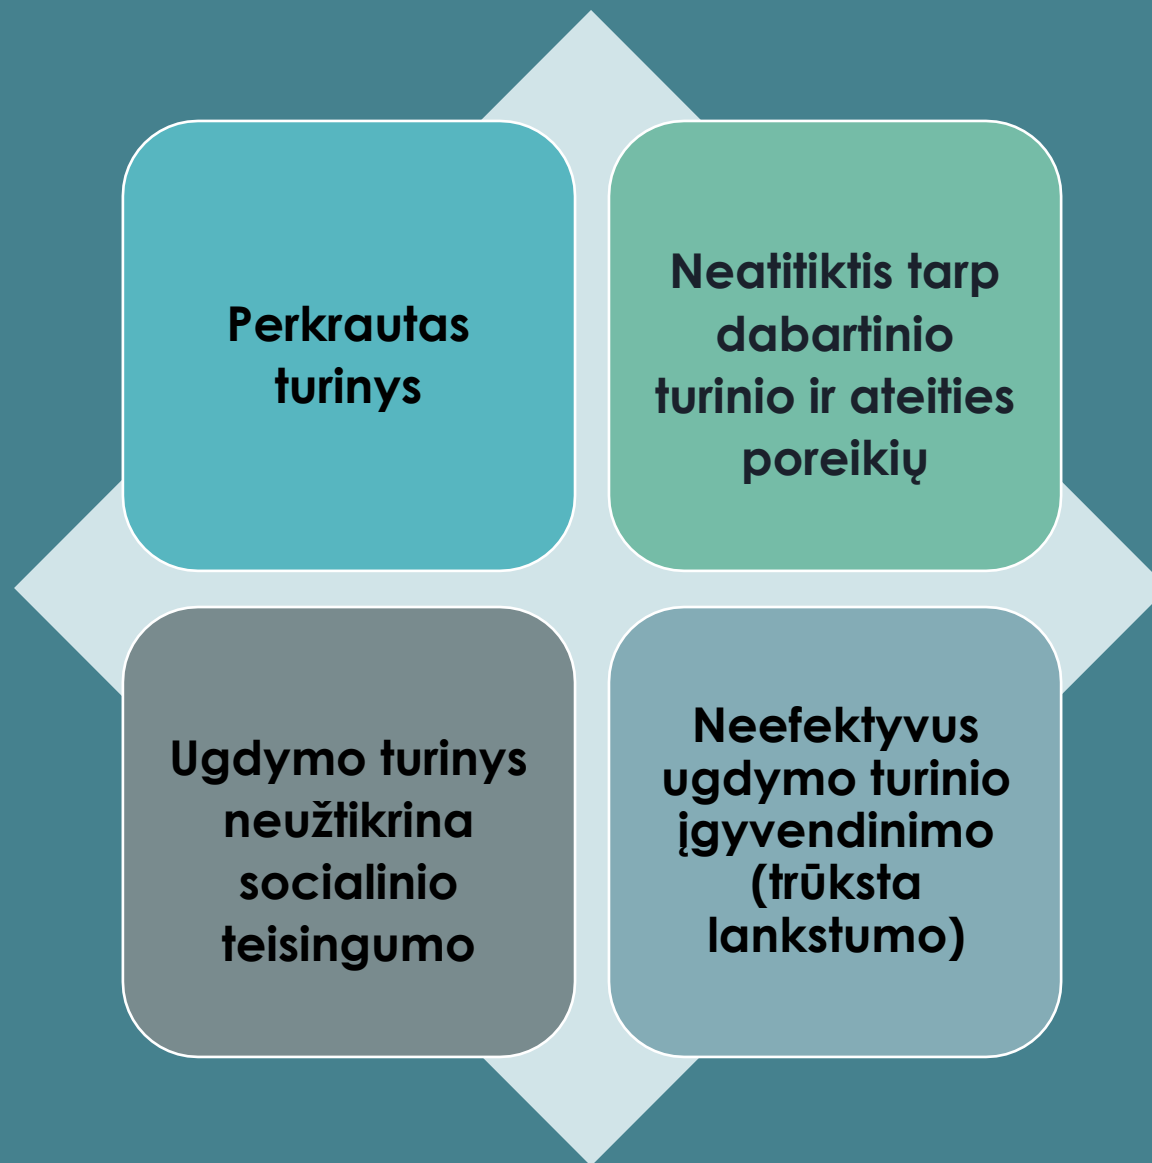 Perkrautas
turinys
Neatitiktis tarp
dabartinio
turinio ir ateities
poreikių
Ugdymo turinys
neužtikrina
socialinio
teisingumo
Neefektyvus
ugdymo turinio
įgyvendinimo
(trūksta
lankstumo)